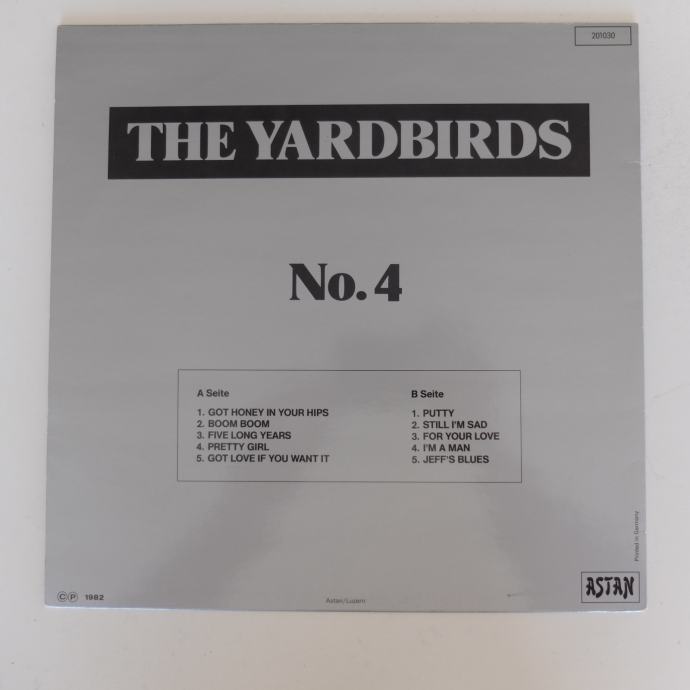 201030
THE YARDBIRDS
No. 4
A Seite
1. GOT HONEY IN YOUR HIPS
2. BOOM BOOM
3. FIVE LONG YEARS
4. PRETTY GIRL
5. GOT LOVE IF YOU WANT IT
B Seite
1. PUTTY
2. STILL I'M SAD
3. FOR YOUR LOVE
4. I'M A MAN
5. JEFF'S BLUES
Printed in Germany
ASTAN
Ⓒ Ⓟ 1982
Astan/Luzern